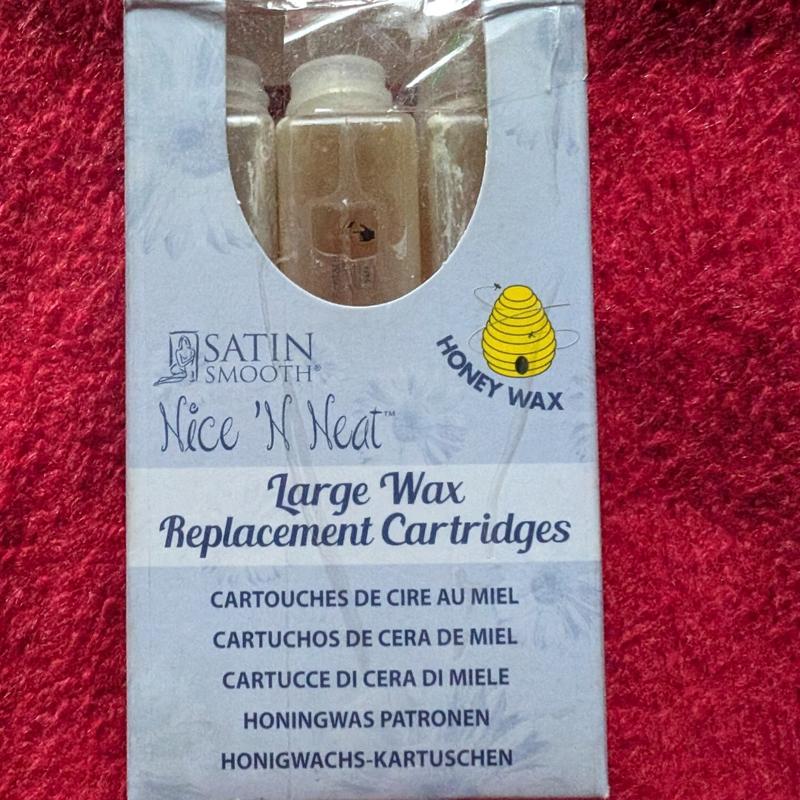 SATIN
SMOOTH®
Nice 'N Neat™
HONEY WAX
Large Wax
Replacement Cartridges
CARTOUCHES DE CIRE AU MIEL
CARTUCHOS DE CERA DE MIEL
CARTUCCE DI CERA DI MIELE
HONINGWAS PATRONEN
HONIGWACHS-KARTUSCHEN